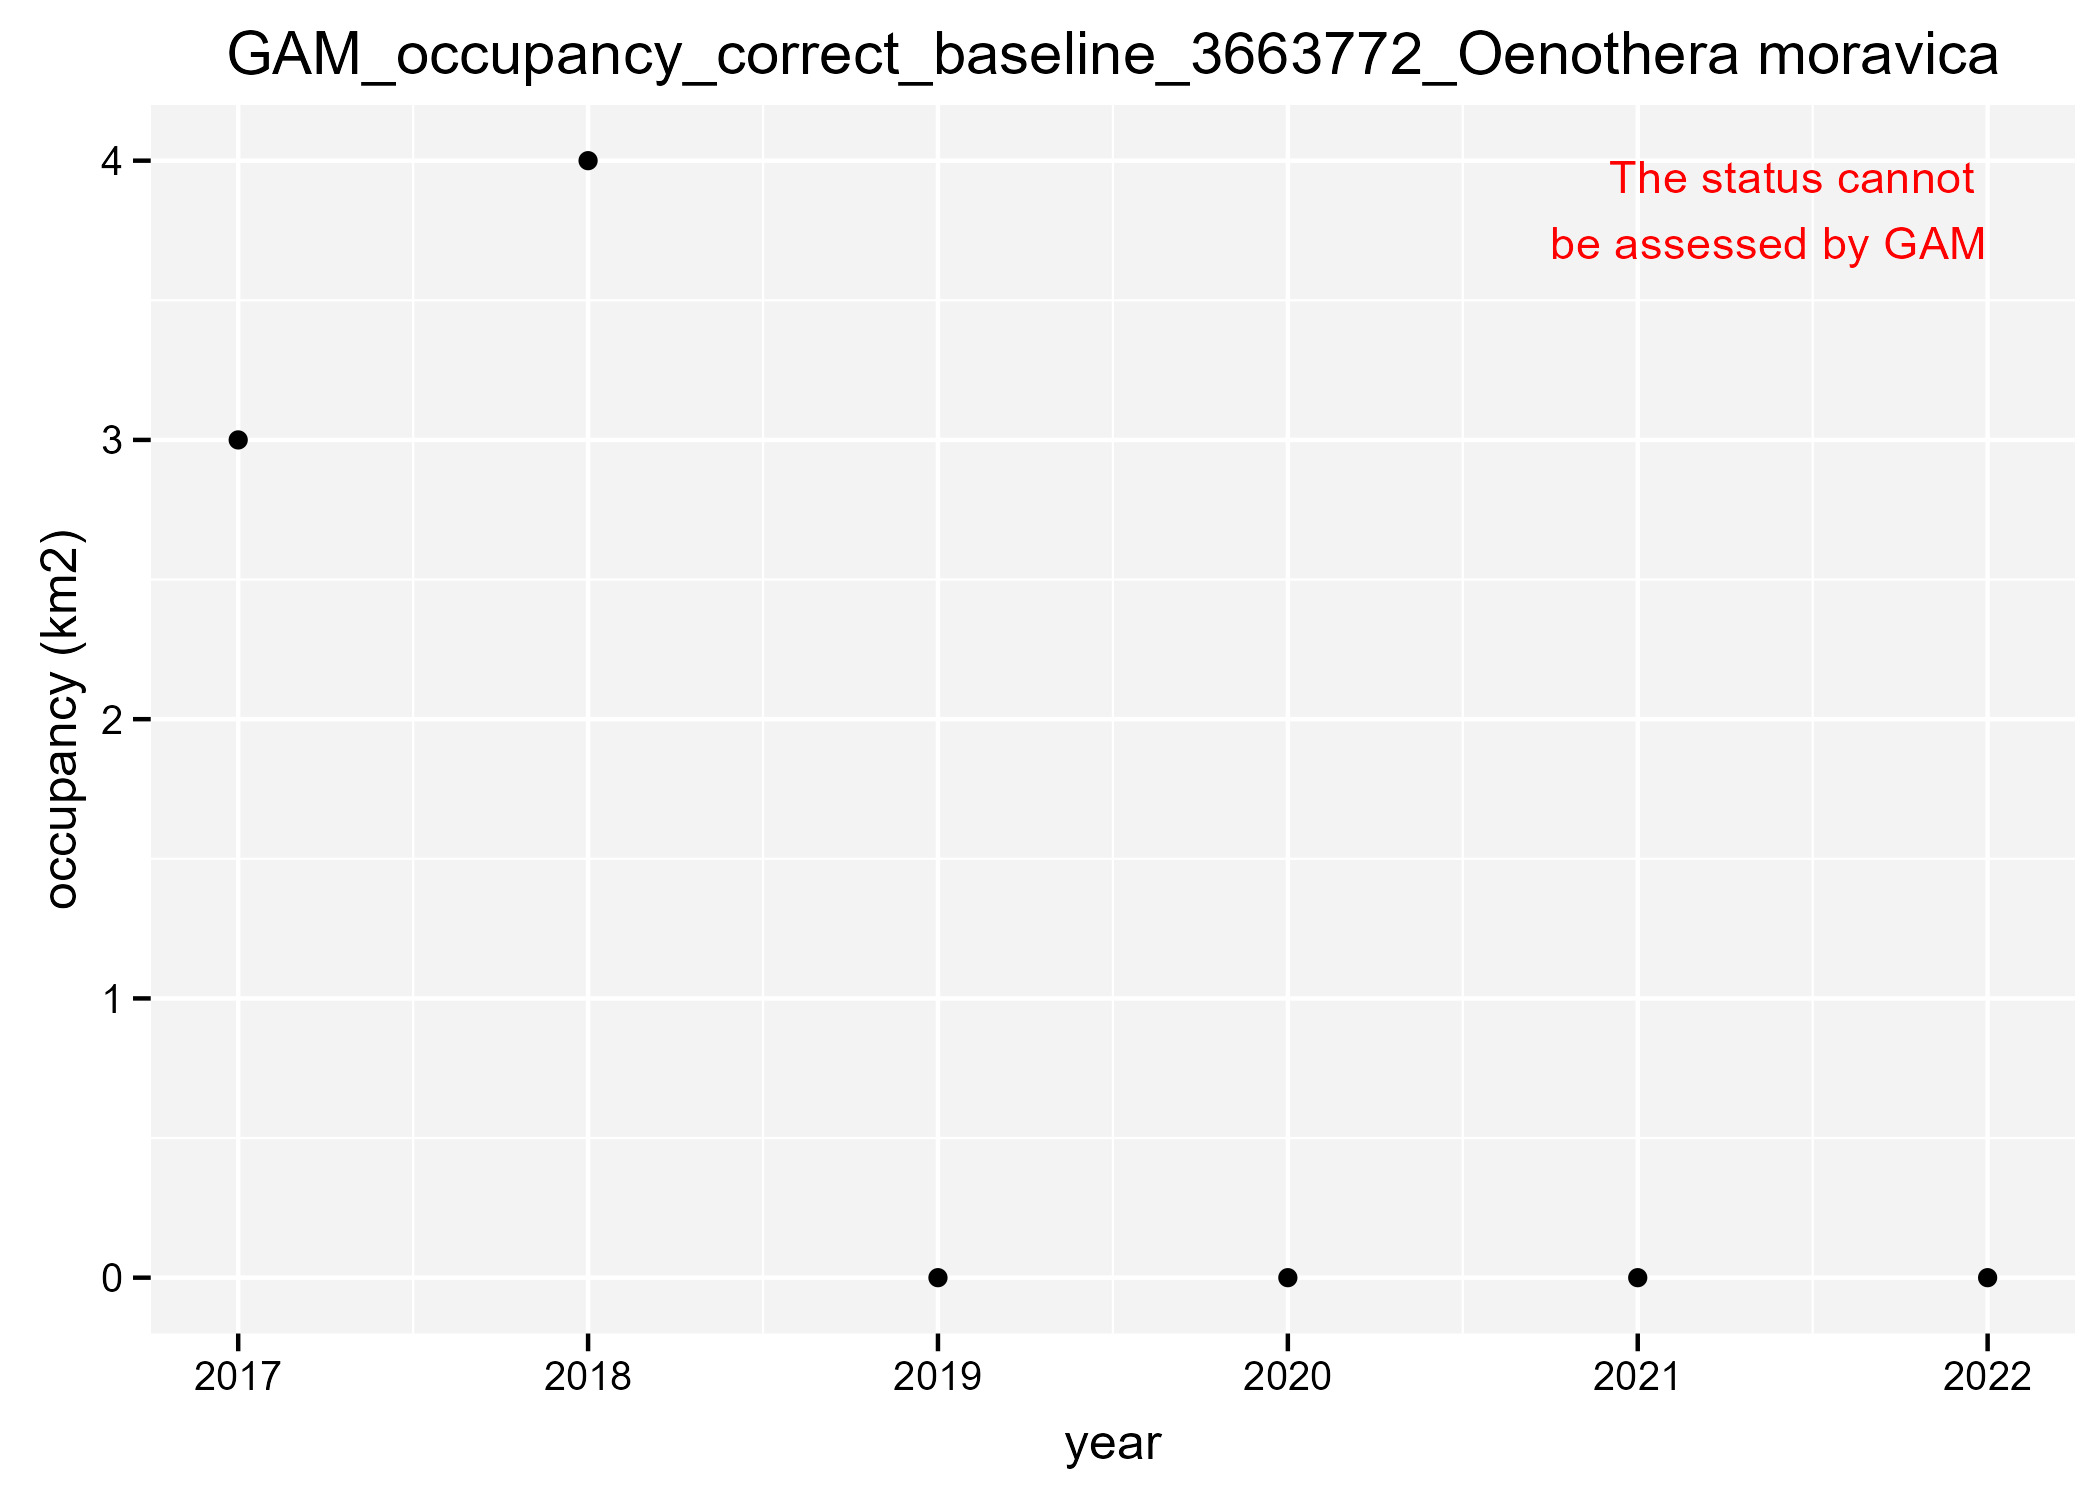 GAM_occupancy_correct_baseline_3663772_Oenothera moravica
The status cannot
be assessed by GAM
occupancy (km2)
4
3
2
1
0
2017 2018 2019 2020 2021 2022
year